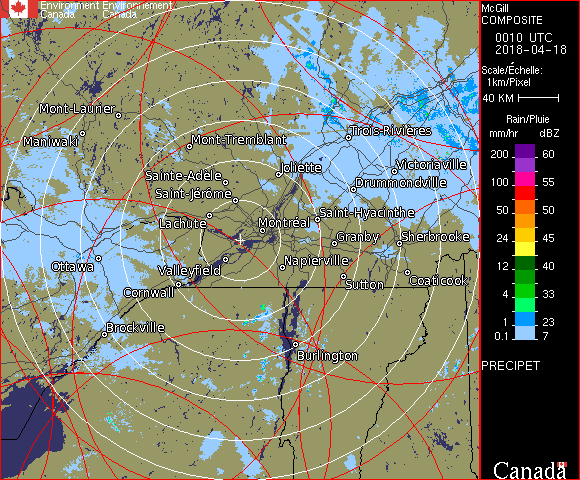 Environment Environnement
Canada Canada
McGill
COMPOSITE
0010 UTC
2018-04-18
Scale/Échelle:
1km/Pixel
40 KM
Rain/Pluie
mm/hr dBZ
200 60
100 55
50 50
24 45
12 40
4 33
0.1 23
7
PRECIPET
Canada
Mont-Laurier
Maniwaki
Mont-Tremblant
Trois-Rivières
Sainte-Adèle
Joliette
Victoriaville
Saint-Jérôme
Drummondville
Lachute
Saint-Hyacinthe
Montréal
Granby
Sherbrooke
Ottawa
Valleyfield
Napierville
Cornwall
Sutton
Coaticook
Brockville
Burlington